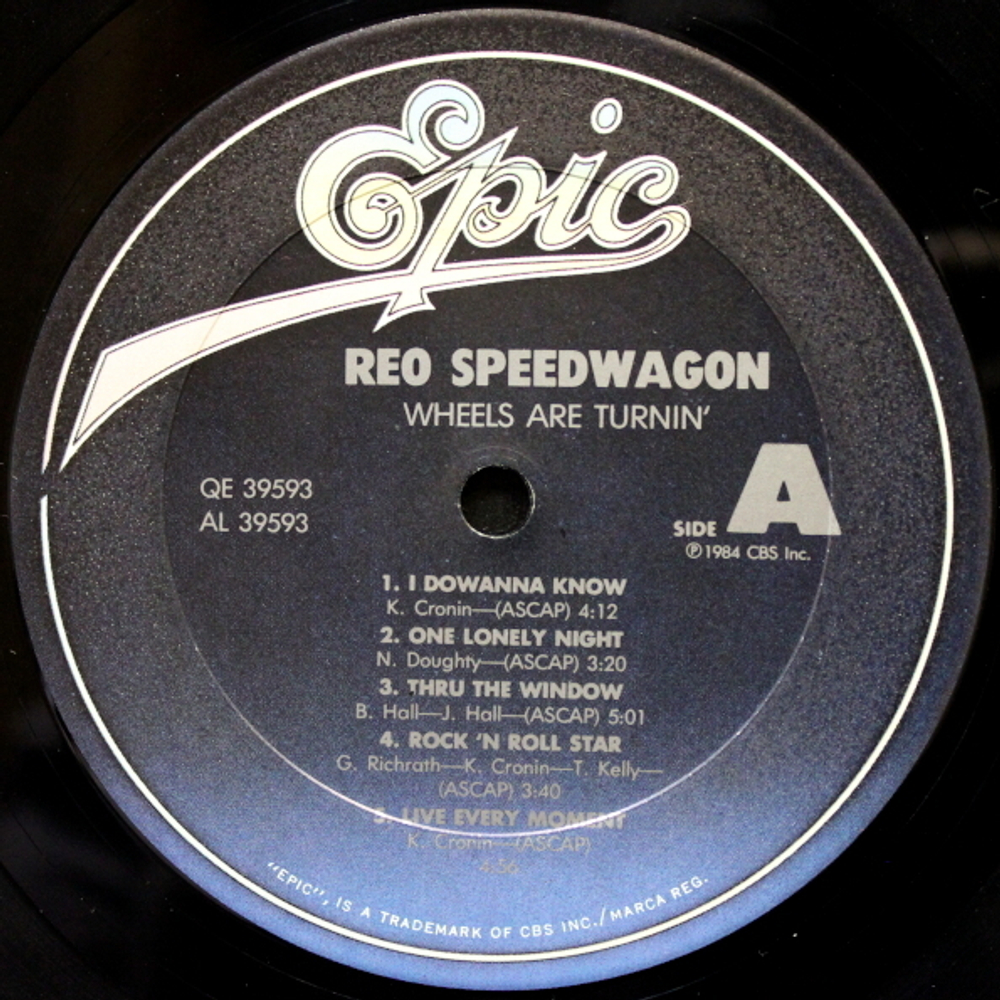 Epic
REO SPEEDWAGON
WHEELS ARE TURNIN'
QE 39593
AL 39593
SIDE A
℗1984 CBS Inc.
1. I DOWANNA KNOW
K. Cronin—(ASCAP) 4:12
2. ONE LONELY NIGHT
N. Doughty—(ASCAP) 3:20
3. THRU THE WINDOW
B. Hall—J. Hall—(ASCAP) 5:01
4. ROCK 'N ROLL STAR
G. Richrath—K. Cronin—T. Kelly—
(ASCAP) 3:40
5. LIVE EVERY MOMENT
K. Cronin—(ASCAP)
4:56
"EPIC", IS A TRADEMARK OF CBS INC./MARCA REG.